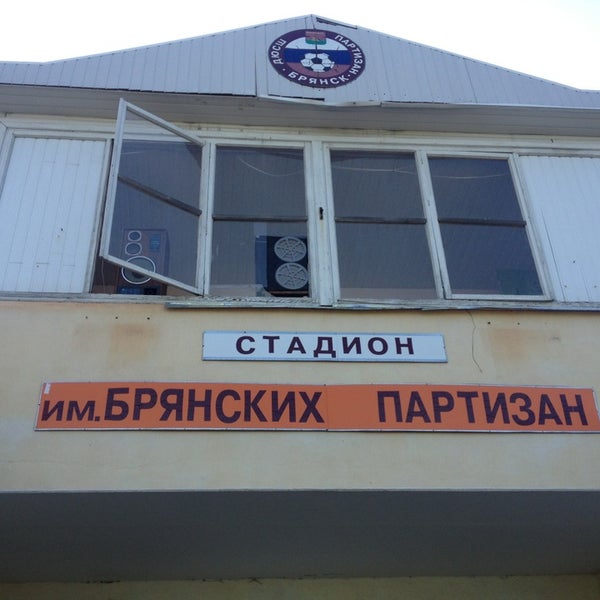 ДЮСШ ПАРТИЗАН
• БРЯНСК •
СТАДИОН
им. БРЯНСКИХ ПАРТИЗАН